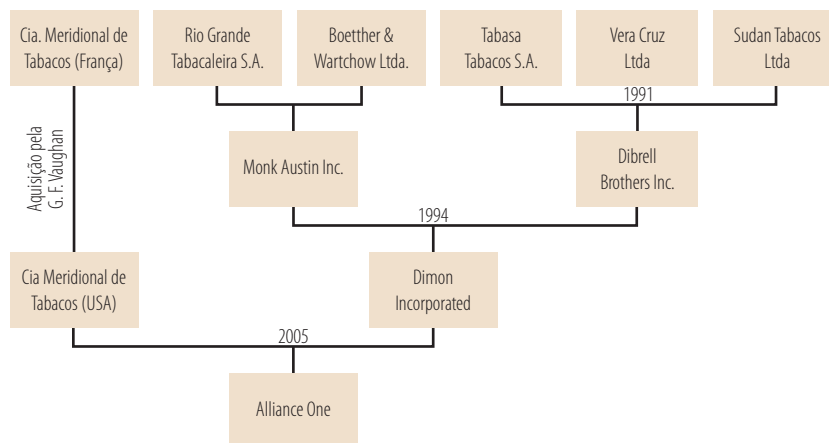 Cia. Meridional de
Tabacos (França)
Rio Grande
Tabacaleira S.A.
Boetther &
Wartchow Ltda.
Tabasa
Tabacos S.A.
Vera Cruz
Ltda
Sudan Tabacos
Ltda
1991
Aquisição pela
G. F. Vaughan
Monk Austin Inc.
Dibrell
Brothers Inc.
1994
Cia Meridional de
Tabacos (USA)
Dimon
Incorporated
2005
Alliance One